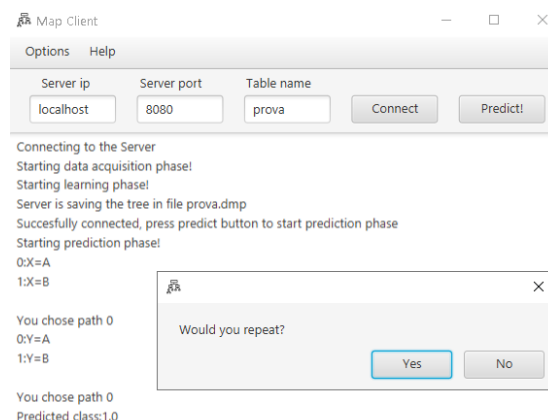 Map Client
Options Help
Server ip Server port Table name
localhost 8080 prova Connect Predict!
Connecting to the Server
Starting data acquisition phase!
Starting learning phase!
Server is saving the tree in file prova.dmp
Succesfully connected, press predict button to start prediction phase
Starting prediction phase!
0:X=A
1:X=B
You chose path 0
0:Y=A
1:Y=B
You chose path 0
Predicted class:1.0
Would you repeat?
Yes No